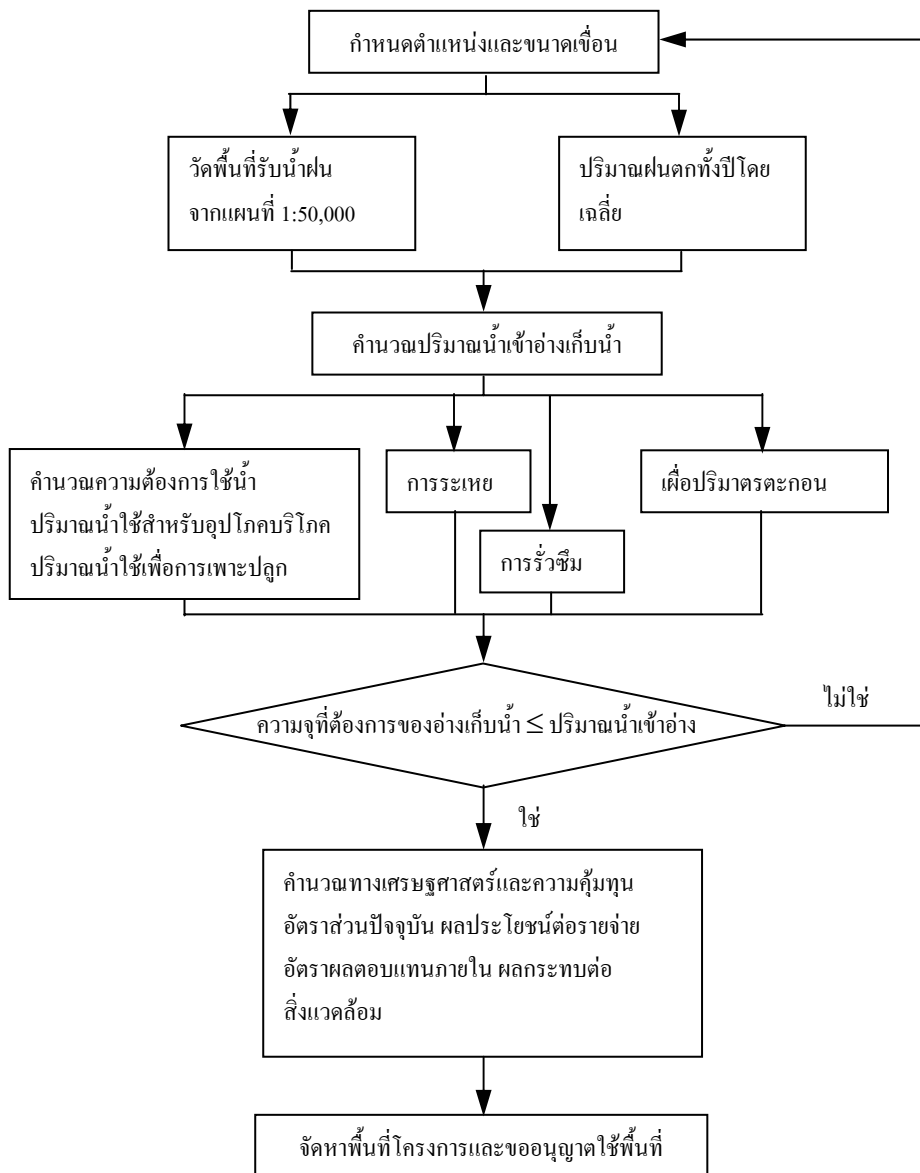 กำหนดตำแหน่งและขนาดเขื่อน
วัดพื้นที่รับน้ำฝน
จากแผนที่ 1:50,000
ปริมาณฝนตกทั้งปีโดย
เฉลี่ย
คำนวณปริมาณน้ำเข้าอ่างเก็บน้ำ
คำนวณความต้องการใช้น้ำ
ปริมาณน้ำใช้สำหรับอุปโภคบริโภค
ปริมาณน้ำใช้เพื่อการเพาะปลูก
การระเหย
การรั่วซึม
เผื่อปริมาตรตะกอน
ความจุที่ต้องการของอ่างเก็บน้ำ ≤ ปริมาณน้ำเข้าอ่าง
ไม่ใช่
ใช่
คำนวณทางเศรษฐศาสตร์และความคุ้มทุน
อัตราส่วนปัจจุบัน ผลประโยชน์ต่อรายจ่าย
อัตราผลตอบแทนภายใน ผลกระทบต่อ
สิ่งแวดล้อม
จัดหาพื้นที่โครงการและขออนุญาตใช้พื้นที่